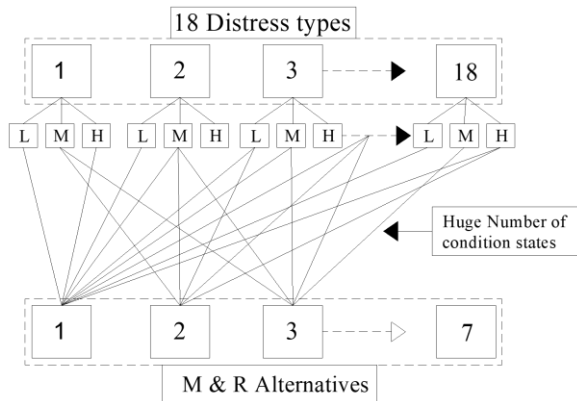 18 Distress types
1 2 3 18
L M H L M H L M H L M H
Huge Number of
condition states
1 2 3 7
M & R Alternatives